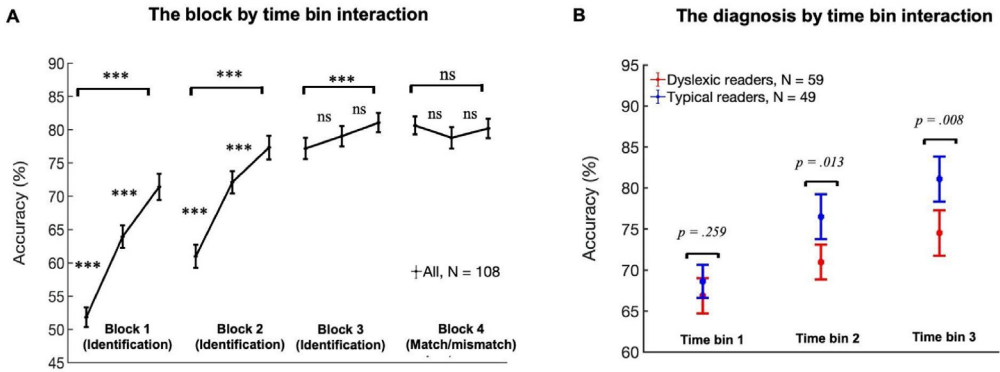 A
The block by time bin interaction
Accuracy (%)
90
85
80
75
70
65
60
55
50
45
***
***
***
ns
***
***
***
***
ns
ns
ns
ns
All, N = 108
Block 1
(Identification)
Block 2
(Identification)
Block 3
(Identification)
Block 4
(Match/mismatch)
B
The diagnosis by time bin interaction
Accuracy (%)
95
90
85
80
75
70
65
60
Dyslexic readers, N = 59
Typical readers, N = 49
p = .259
p = .013
p = .008
Time bin 1
Time bin 2
Time bin 3